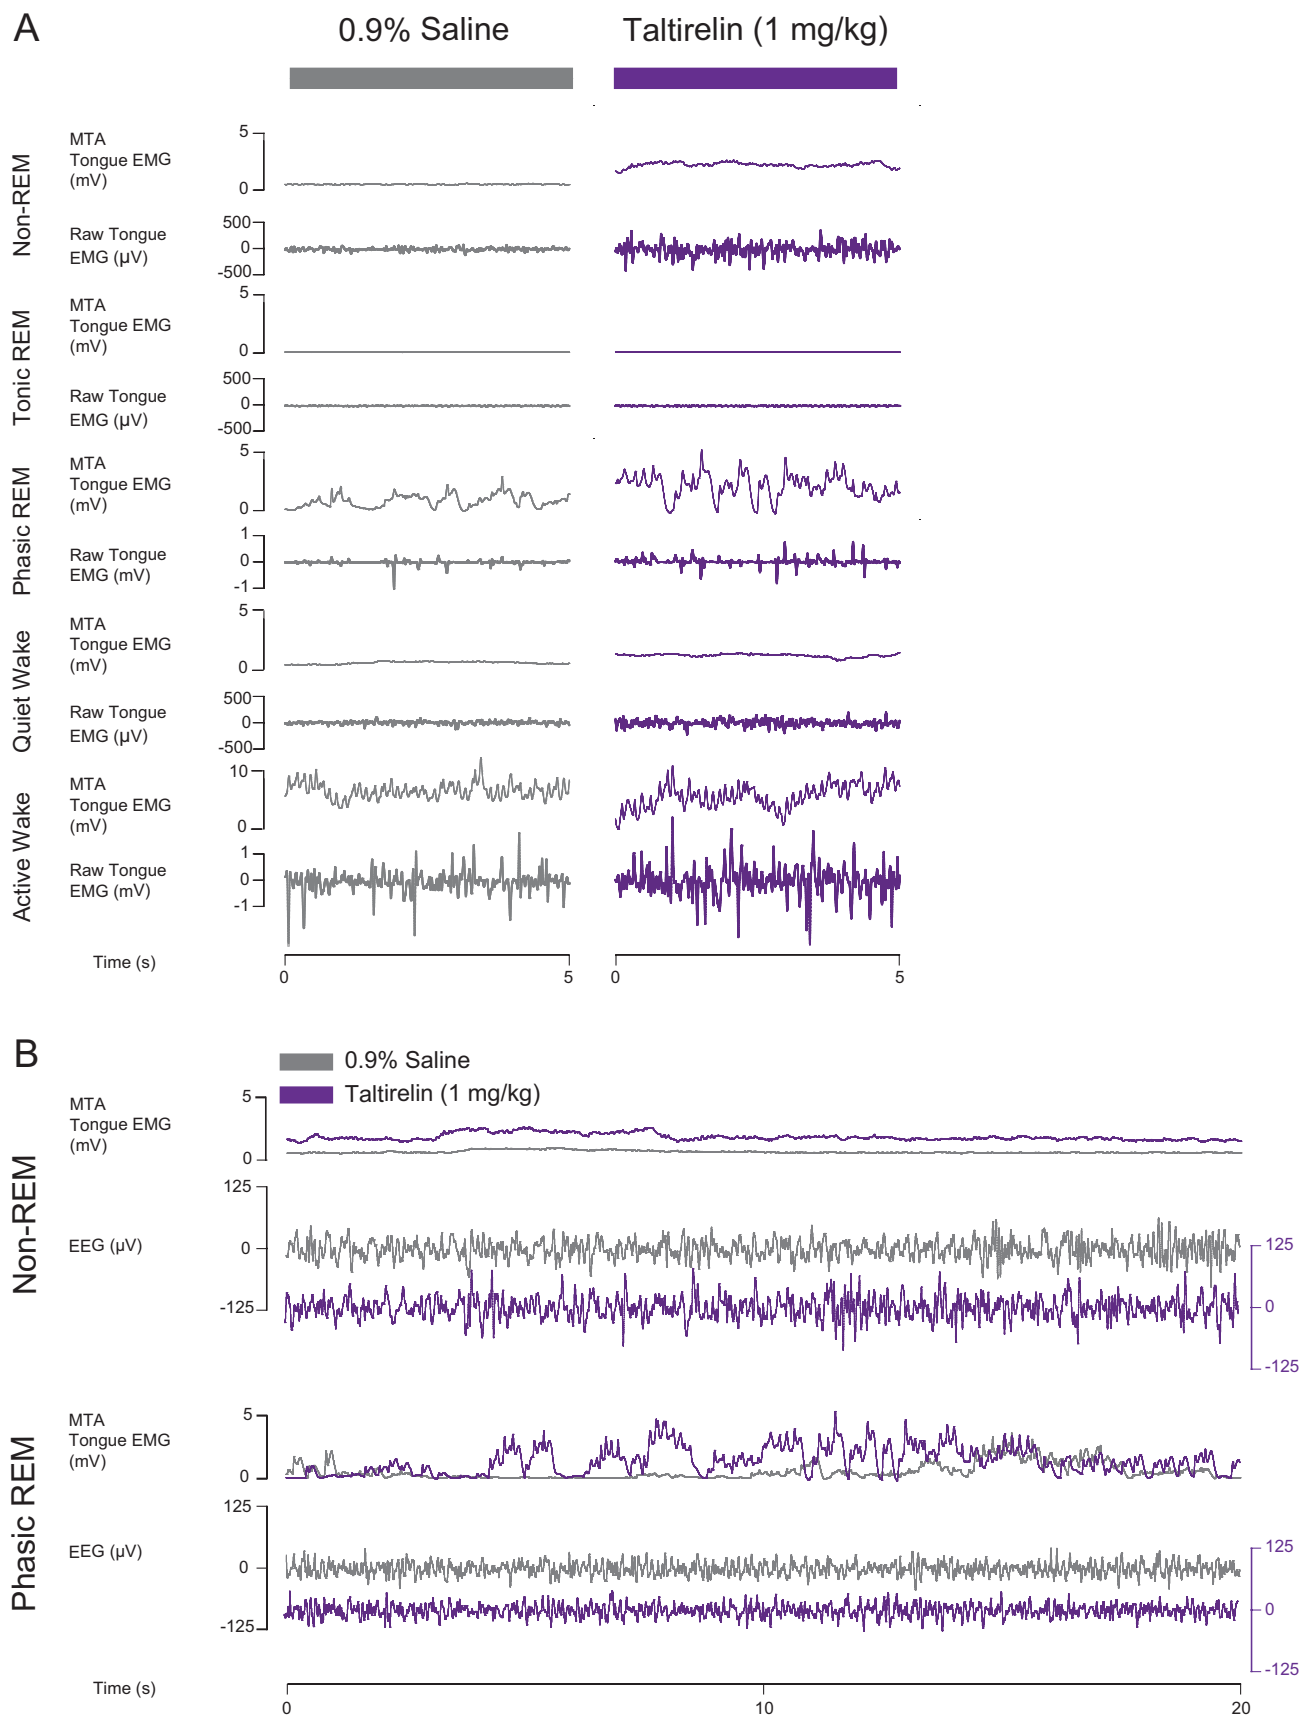 A
0.9% Saline
Taltirelin (1 mg/kg)
Non-REM
MTA
Tongue EMG
(mV)
5
0
Raw Tongue
EMG (µV)
500
0
-500
Tonic REM
MTA
Tongue EMG
(mV)
5
0
Raw Tongue
EMG (µV)
500
0
-500
Phasic REM
MTA
Tongue EMG
(mV)
5
0
Raw Tongue
EMG (mV)
1
0
-1
Quiet Wake
MTA
Tongue EMG
(mV)
5
0
Raw Tongue
EMG (µV)
500
0
-500
Active Wake
MTA
Tongue EMG
(mV)
10
0
Raw Tongue
EMG (mV)
1
0
-1
Time (s)
0
5
0
5
B
0.9% Saline
Taltirelin (1 mg/kg)
Non-REM
MTA
Tongue EMG
(mV)
5
0
EEG (µV)
125
0
-125
125
0
-125
Phasic REM
MTA
Tongue EMG
(mV)
5
0
EEG (µV)
125
0
-125
125
0
-125
Time (s)
0
10
20